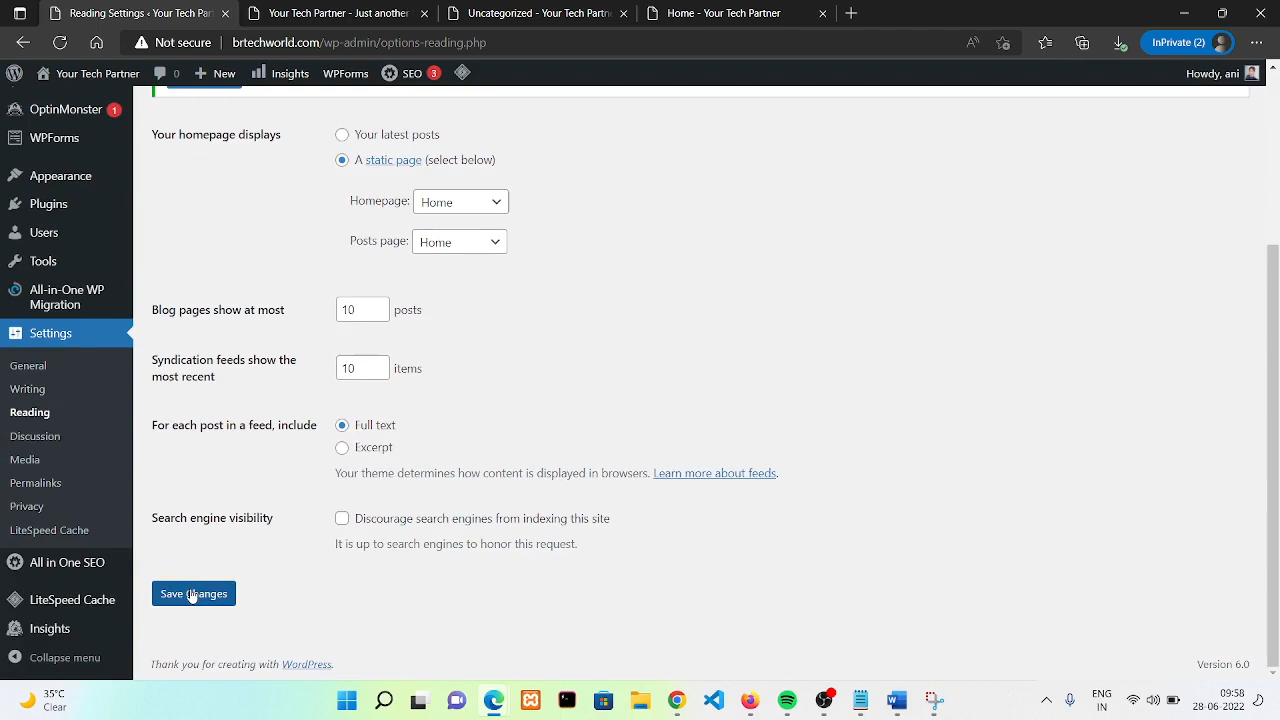 Reading Settings ‹ Your Tech Par
Your Tech Partner - Just another
Uncategorized - Your Tech Partn
Home - Your Tech Partner
Not secure
brtechworld.com/wp-admin/options-reading.php
InPrivate (2)
Your Tech Partner
0
New
Insights
WPForms
SEO
3
Howdy, ani
OptinMonster
1
WPForms
Appearance
Plugins
Users
Tools
All-in-One WP
Migration
Settings
General
Writing
Reading
Discussion
Media
Permalinks
Privacy
LiteSpeed Cache
All in One SEO
LiteSpeed Cache
Insights
Collapse menu
Your homepage displays
Your latest posts
A static page (select below)
Homepage: Home
Posts page: Home
Blog pages show at most
10 posts
Syndication feeds show the
most recent
10 items
For each post in a feed, include
Full text
Excerpt
Your theme determines how content is displayed in browsers. Learn more about feeds.
Search engine visibility
Discourage search engines from indexing this site
It is up to search engines to honor this request.
Save Changes
Thank you for creating with WordPress.
Version 6.0
35°C
Clear
ENG
IN
09:58
28-06-2022